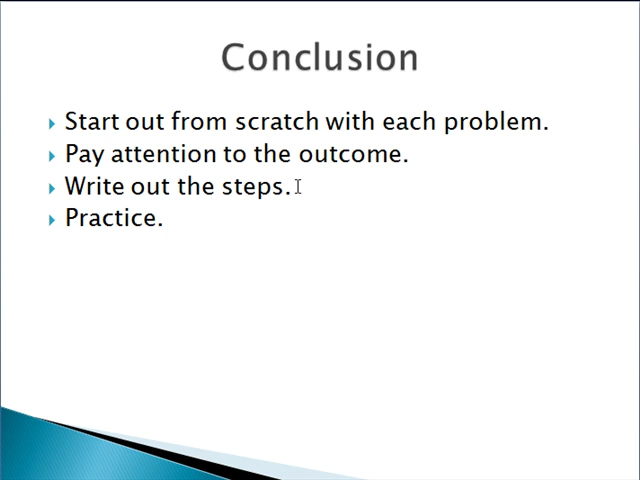 Conclusion
Start out from scratch with each problem.
Pay attention to the outcome.
Write out the steps.
Practice.